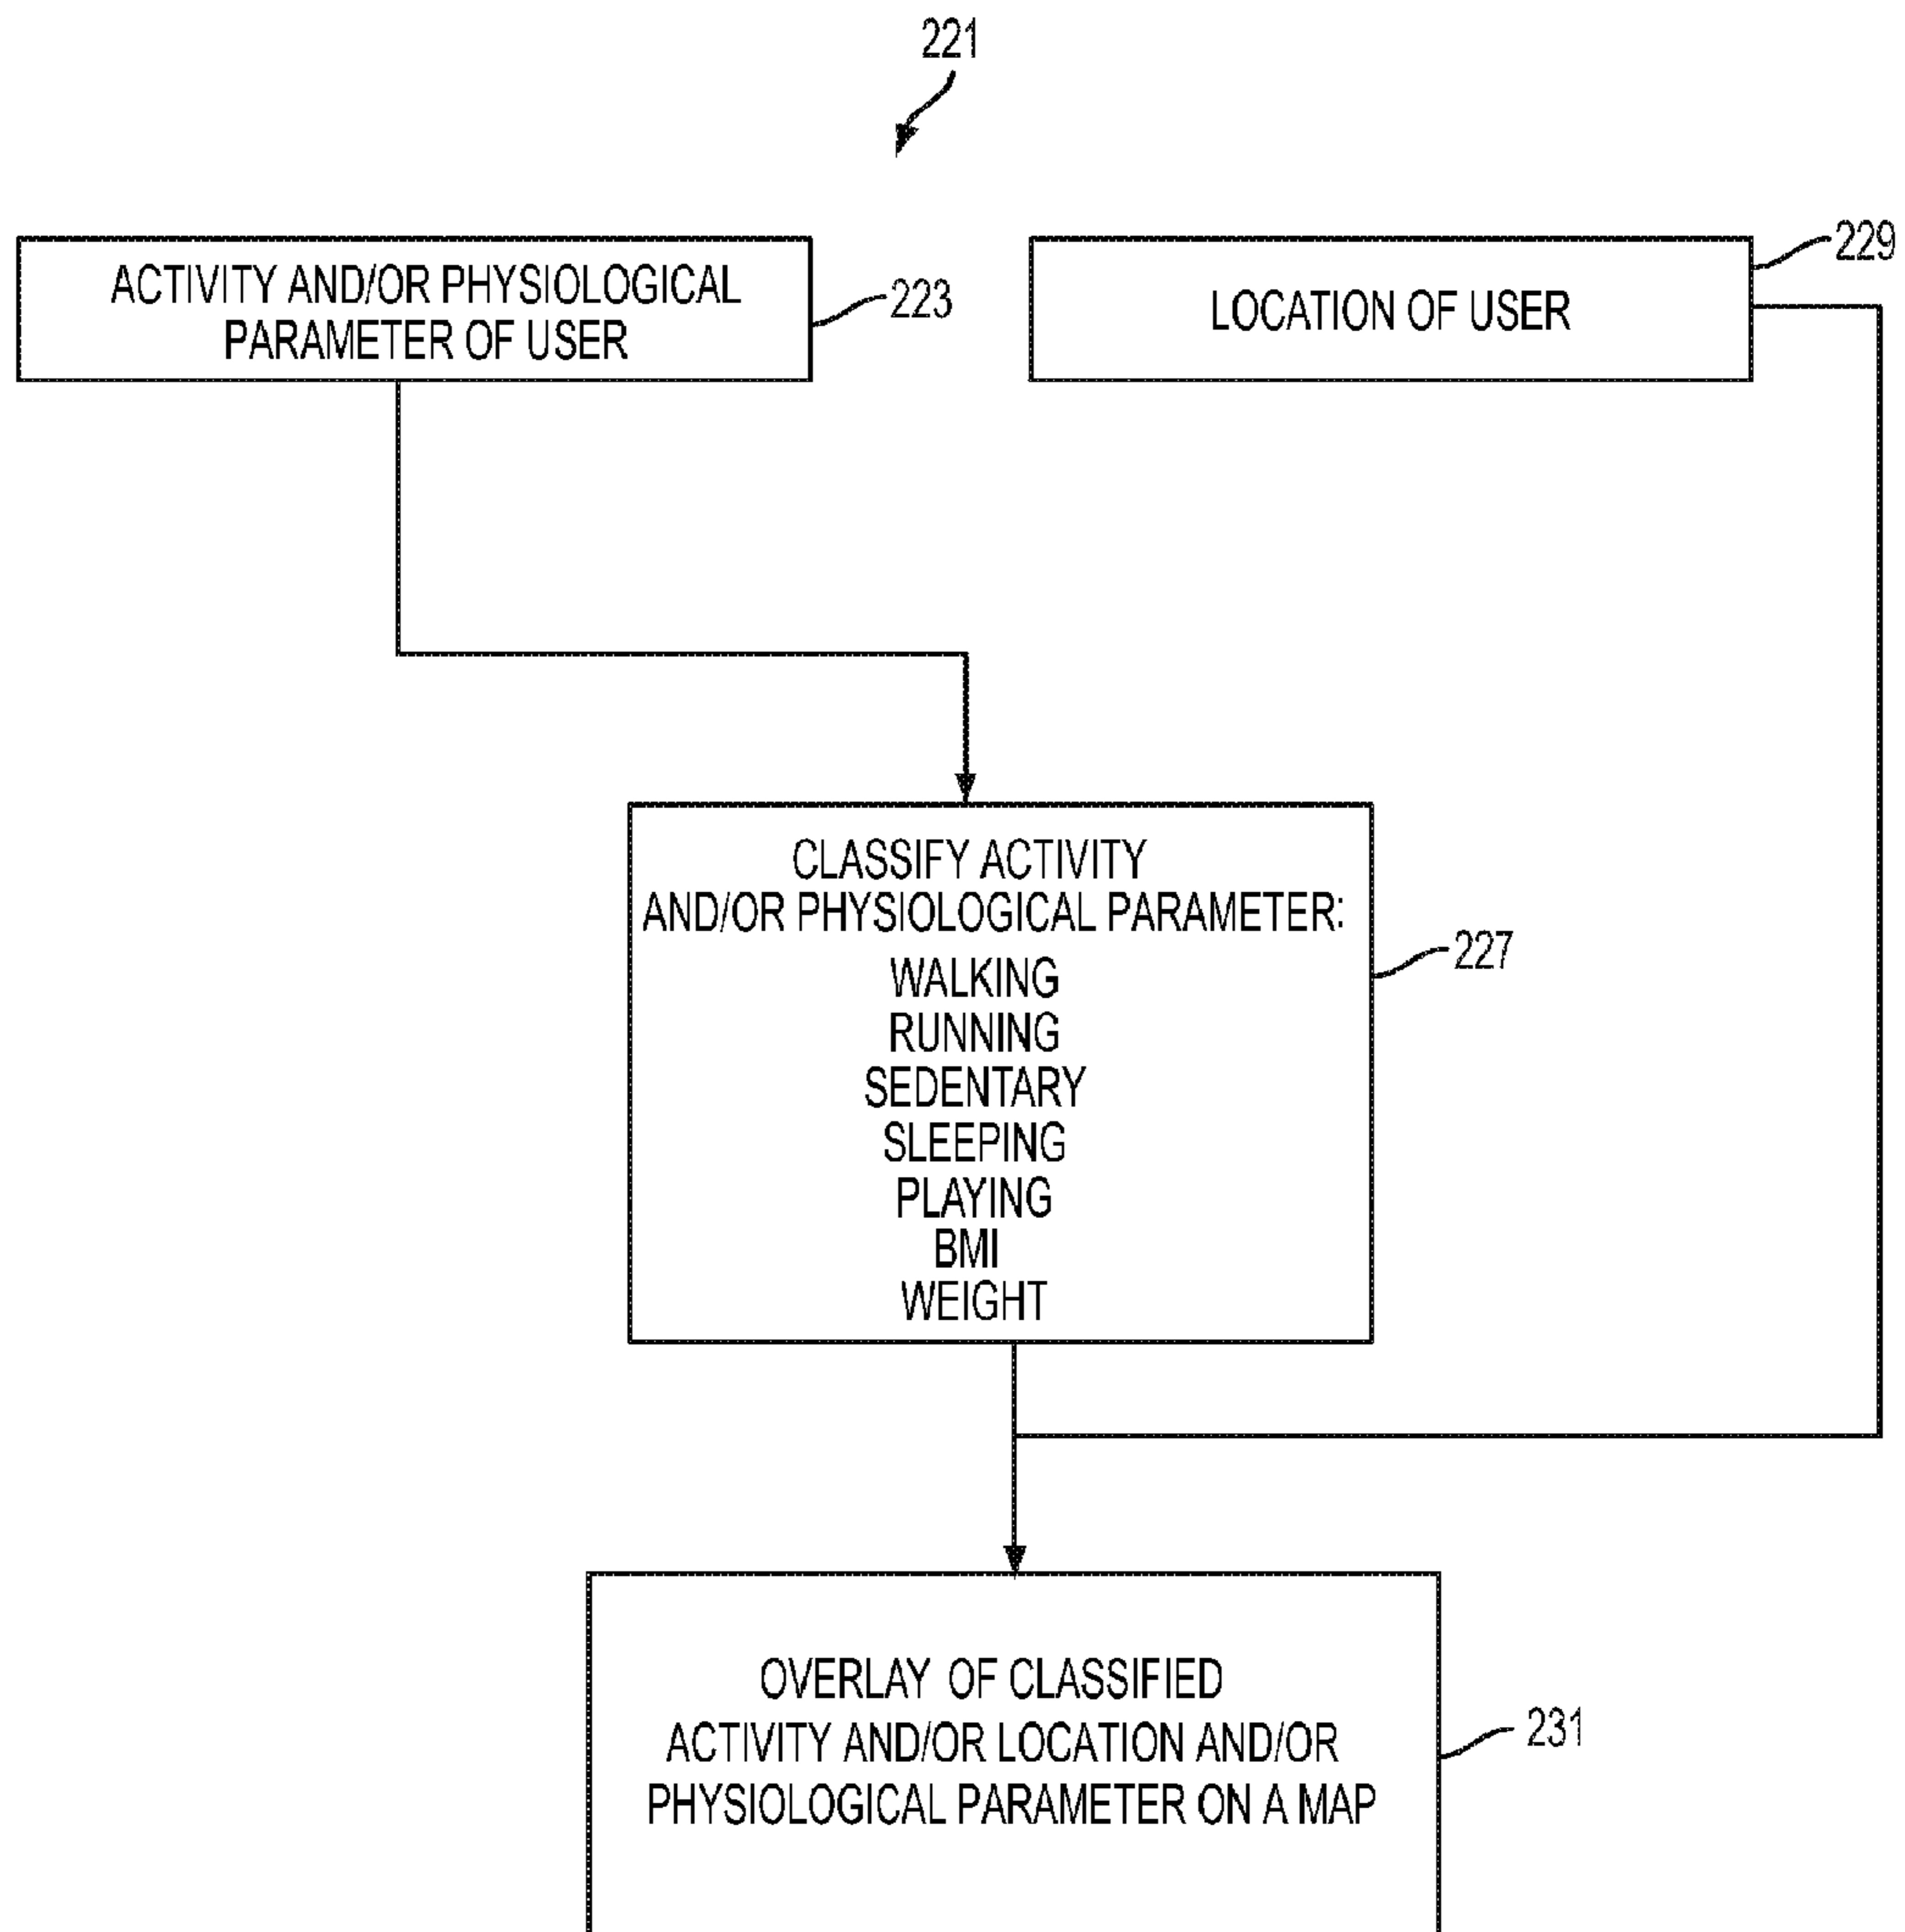 221
ACTIVITY AND/OR PHYSIOLOGICAL
PARAMETER OF USER
223
LOCATION OF USER
229
CLASSIFY ACTIVITY
AND/OR PHYSIOLOGICAL PARAMETER:
WALKING
RUNNING
SEDENTARY
SLEEPING
PLAYING
BMI
WEIGHT
227
OVERLAY OF CLASSIFIED
ACTIVITY AND/OR LOCATION AND/OR
PHYSIOLOGICAL PARAMETER ON A MAP
231